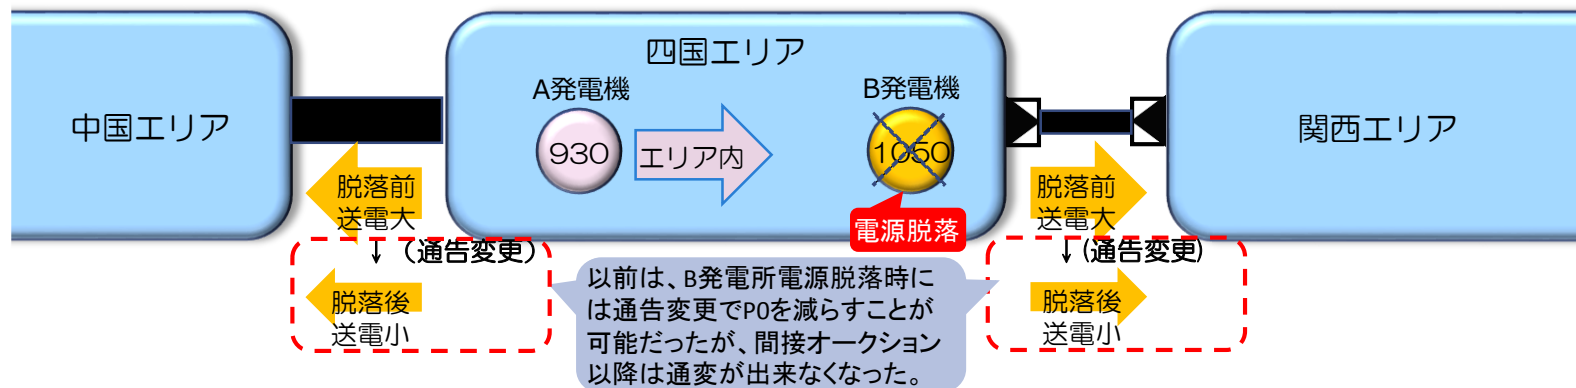 四国エリア
中国エリア
関西エリア
A発電機
B発電機
930
エリア内
1050
電源脱落
脱落前
送電大
↓（通告変更）
脱落後
送電小
脱落前
送電大
↓(通告変更)
脱落後
送電小
以前は、B発電所電源脱落時に
は通告変更でP0を減らすことが
可能だったが、間接オークション
以降は通変が出来なくなった。